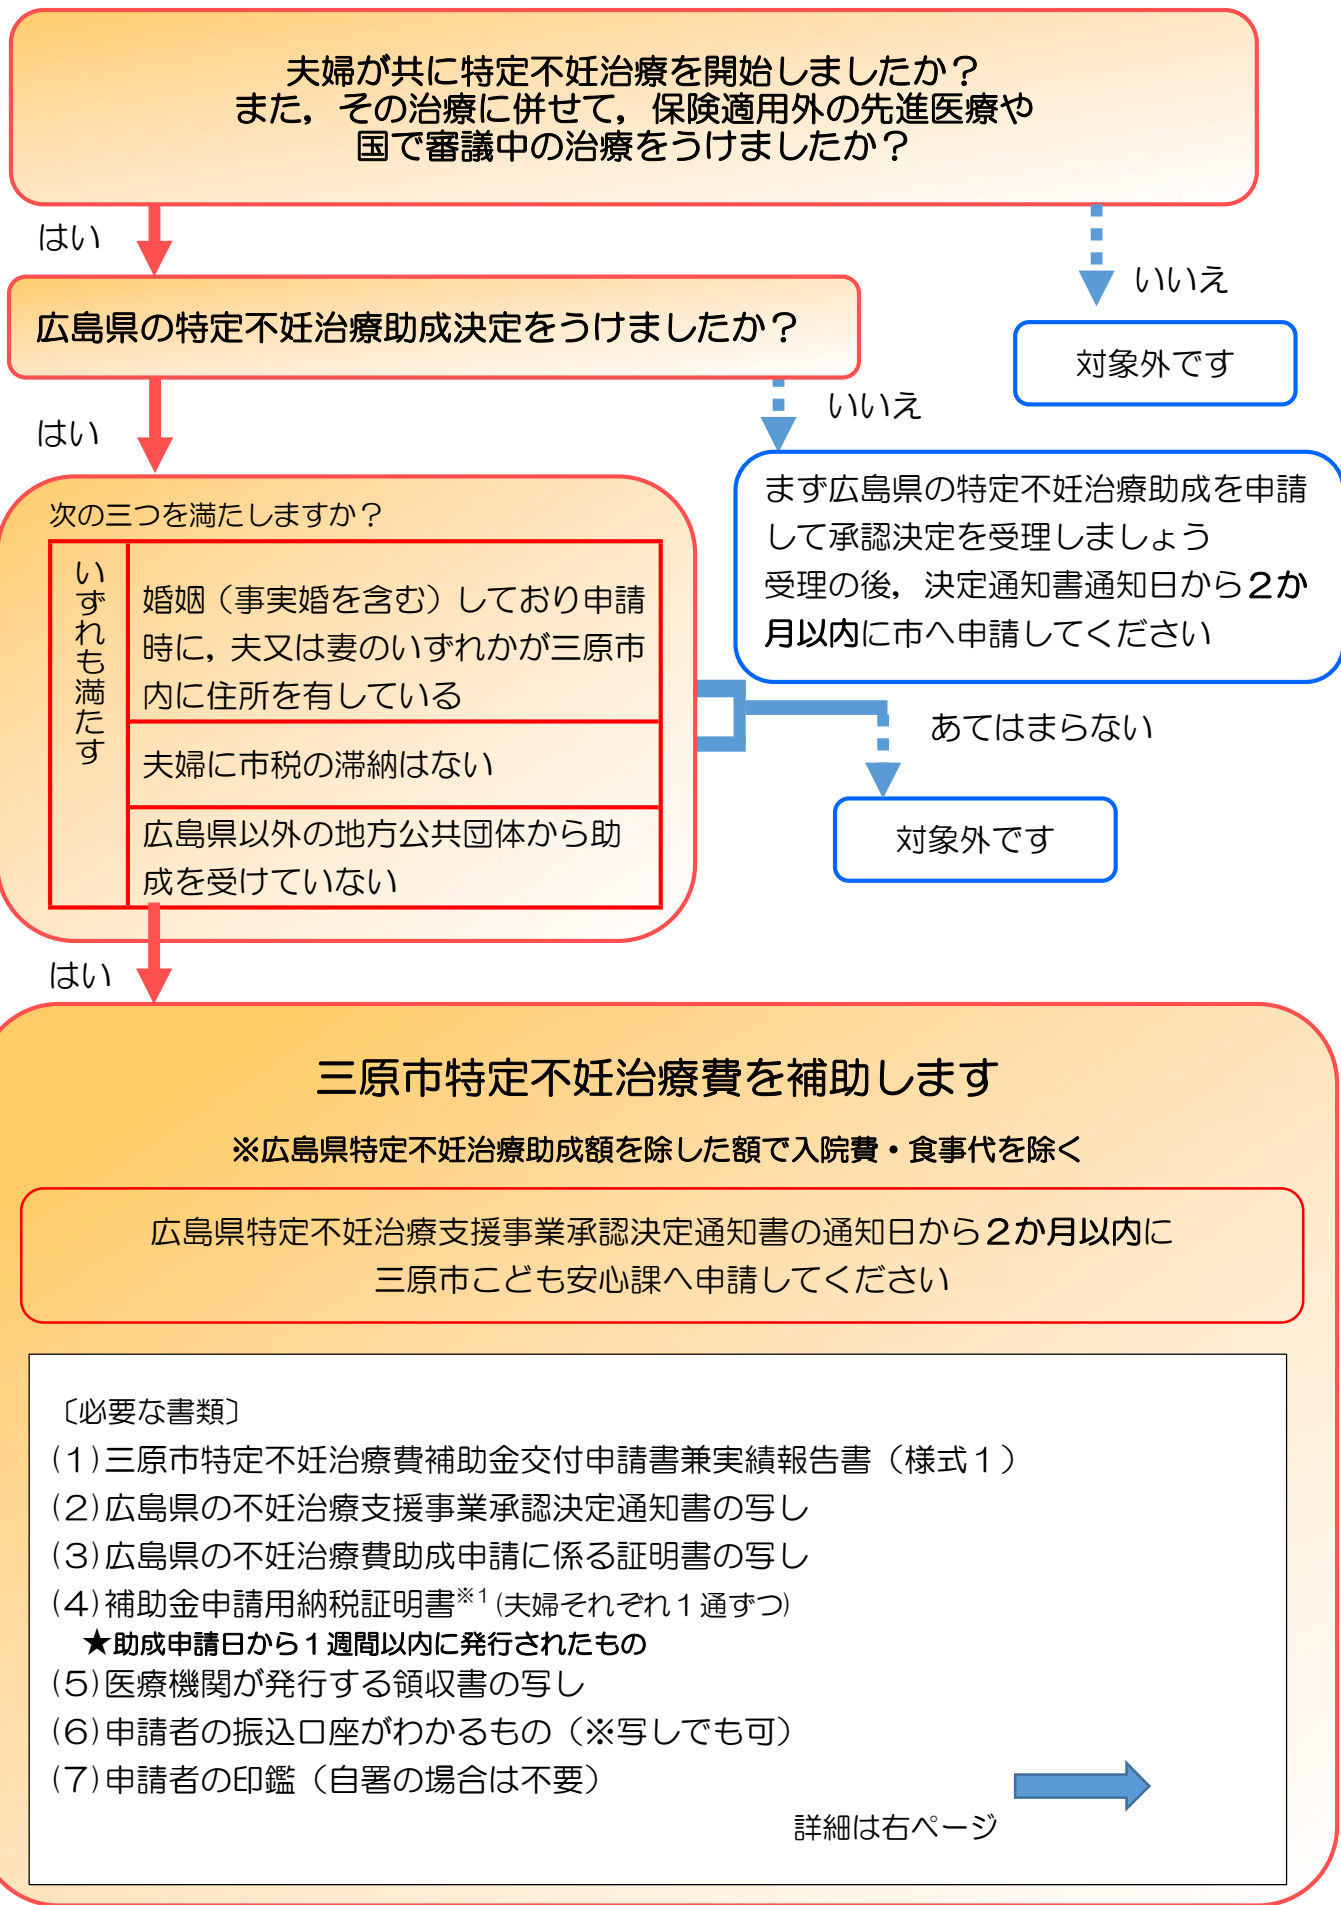 夫婦が共に特定不妊治療を開始しましたか？
また，その治療に併せて，保険適用外の先進医療や
国で審議中の治療をうけましたか？
はい
いいえ
対象外です
広島県の特定不妊治療助成決定をうけましたか？
はい
いいえ
まず広島県の特定不妊治療助成を申請
して承認決定を受理しましょう
受理の後，決定通知書通知日から２か
月以内に市へ申請してください
次の三つを満たしますか？
いずれも満たす
婚姻（事実婚を含む）しており申請
時に，夫又は妻のいずれかが三原市
内に住所を有している
夫婦に市税の滞納はない
広島県以外の地方公共団体から助
成を受けていない
あてはまらない
対象外です
はい
三原市特定不妊治療費を補助します
※広島県特定不妊治療助成額を除した額で入院費・食事代を除く
広島県特定不妊治療支援事業承認決定通知書の通知日から２か月以内に
三原市こども安心課へ申請してください
〔必要な書類〕
(1)三原市特定不妊治療費補助金交付申請書兼実績報告書（様式１）
(2)広島県の不妊治療支援事業承認決定通知書の写し
(3)広島県の不妊治療費助成申請に係る証明書の写し
(4)補助金申請用納税証明書※1(夫婦それぞれ１通ずつ)
★助成申請日から１週間以内に発行されたもの
(5)医療機関が発行する領収書の写し
(6)申請者の振込口座がわかるもの（※写しでも可）
(7)申請者の印鑑（自署の場合は不要）
詳細は右ページ